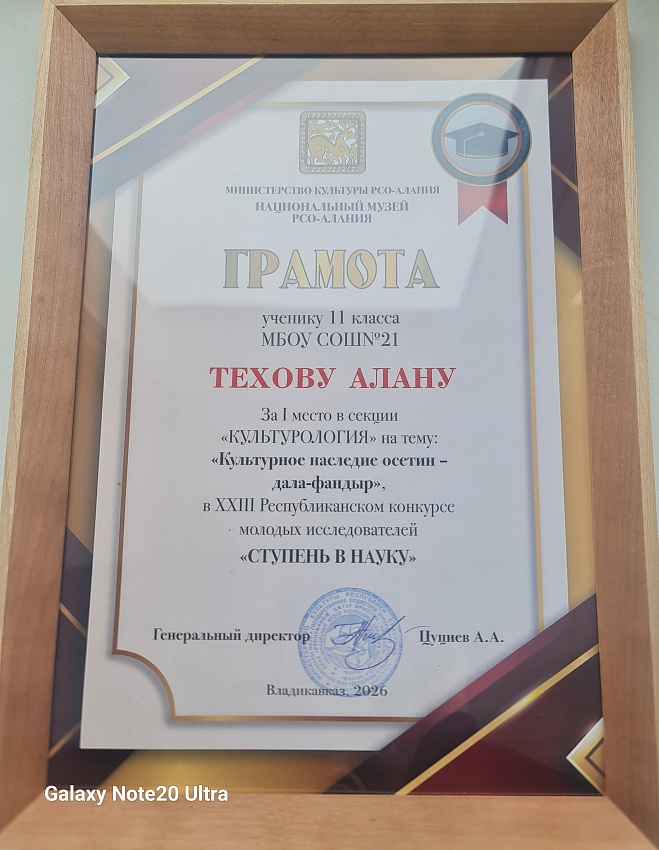 МИНИСТЕРСТВО КУЛЬТУРЫ РСО-АЛАНИЯ
НАЦИОНАЛЬНЫЙ МУЗЕЙ
РСО-АЛАНИЯ
ГРАМОТА
ученику 11 класса
МБОУ СОШ№21
ТЕХОВУ АЛАНУ
За I место в секции
«КУЛЬТУРОЛОГИЯ» на тему:
«Культурное наследие осетин –
дала-фандыр»,
в XXIII Республиканском конкурсе
молодых исследователей
«СТУПЕНЬ В НАУКУ»
Генеральный директор Цуциев А.А.
Владикавказ, 2026
Galaxy Note20 Ultra